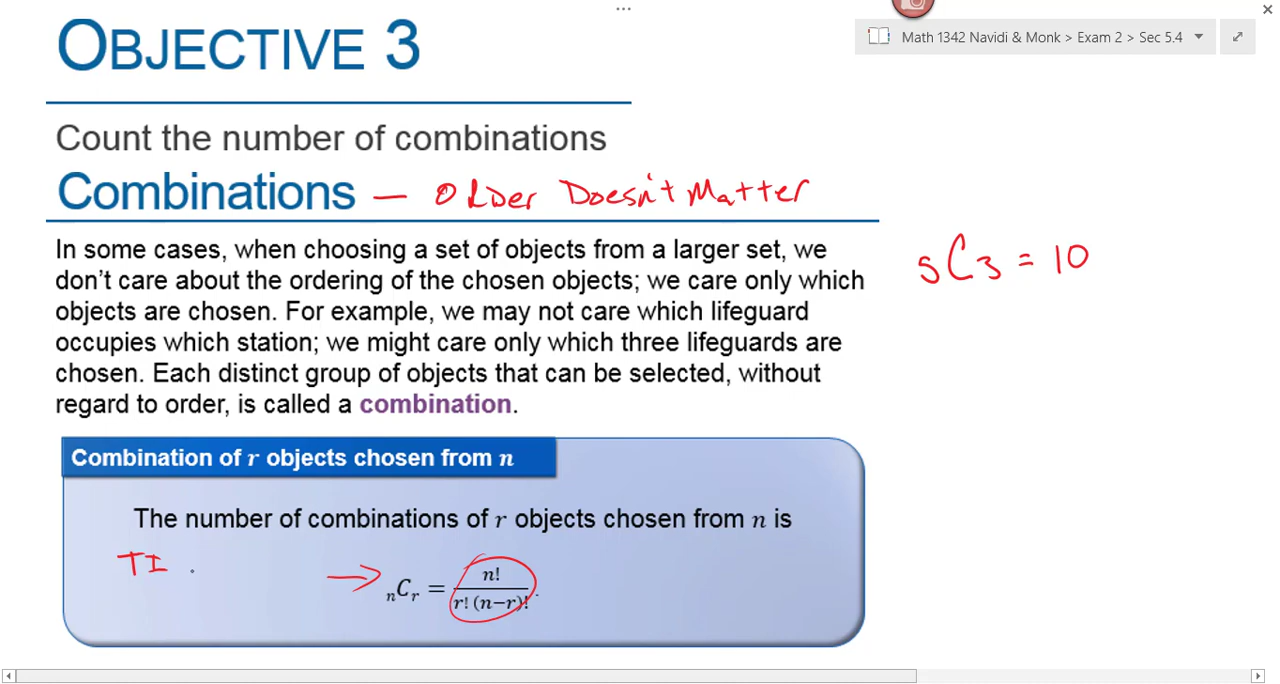 OBJECTIVE 3
...
Math 1342 Navidi & Monk > Exam 2 > Sec 5.4
Count the number of combinations
Combinations — Order Doesn't Matter
In some cases, when choosing a set of objects from a larger set, we
don't care about the ordering of the chosen objects; we care only which
objects are chosen. For example, we may not care which lifeguard
occupies which station; we might care only which three lifeguards are
chosen. Each distinct group of objects that can be selected, without
regard to order, is called a combination.
5C3 = 10
Combination of r objects chosen from n
The number of combinations of r objects chosen from n is
TI
→ nCr = n! / r! (n−r)!.